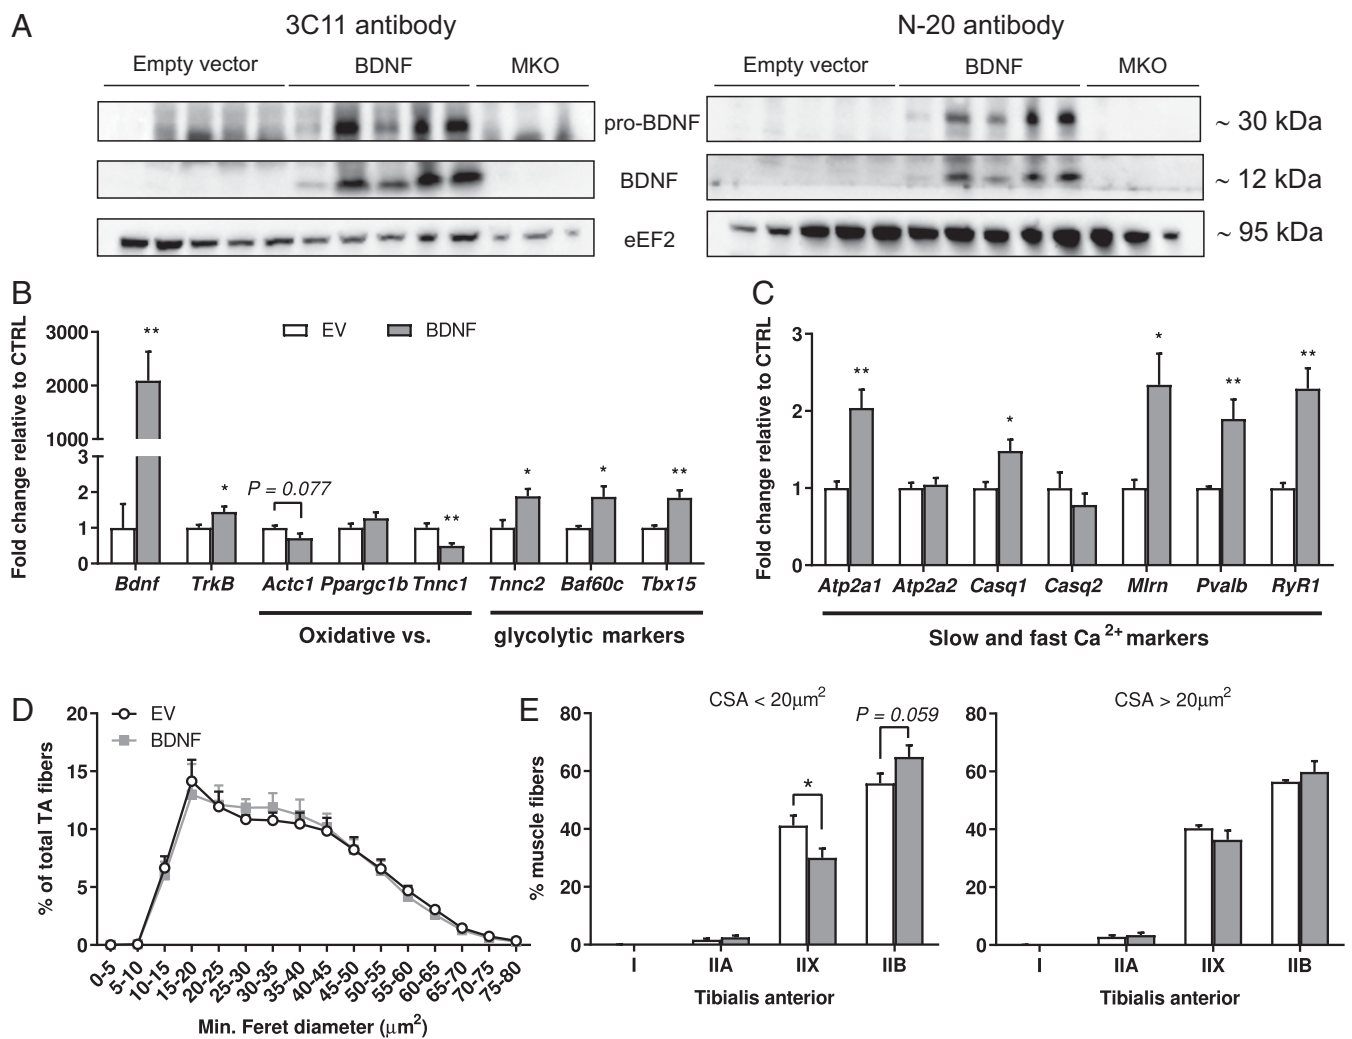 A
3C11 antibody
N-20 antibody
Empty vector
BDNF
MKO
Empty vector
BDNF
MKO
pro-BDNF
~ 30 kDa
BDNF
~ 12 kDa
eEF2
~ 95 kDa
B
Fold change relative to CTRL
3000
2000
1000
3
2
1
0
EV
BDNF
**
*
P = 0.077
**
*
*
**
Bdnf TrkB Actc1 Ppargc1b Tnnc1 Tnnc2 Baf60c Tbx15
Oxidative vs. glycolytic markers
C
Fold change relative to CTRL
3
2
1
0
**
*
*
**
**
Atp2a1 Atp2a2 Casq1 Casq2 Mlrn Pvalb RyR1
Slow and fast Ca2+ markers
D
% of total TA fibers
20
15
10
5
0
EV
BDNF
0-5 5-10 10-15 15-20 20-25 25-30 30-35 35-40 40-45 45-50 50-55 55-60 60-65 65-70 70-75 75-80
Min. Feret diameter (µm2)
E
CSA < 20µm2
% muscle fibers
80
60
40
20
0
*
P = 0.059
I IIA IIX IIB
Tibialis anterior
CSA > 20µm2
80
60
40
20
0
I IIA IIX IIB
Tibialis anterior